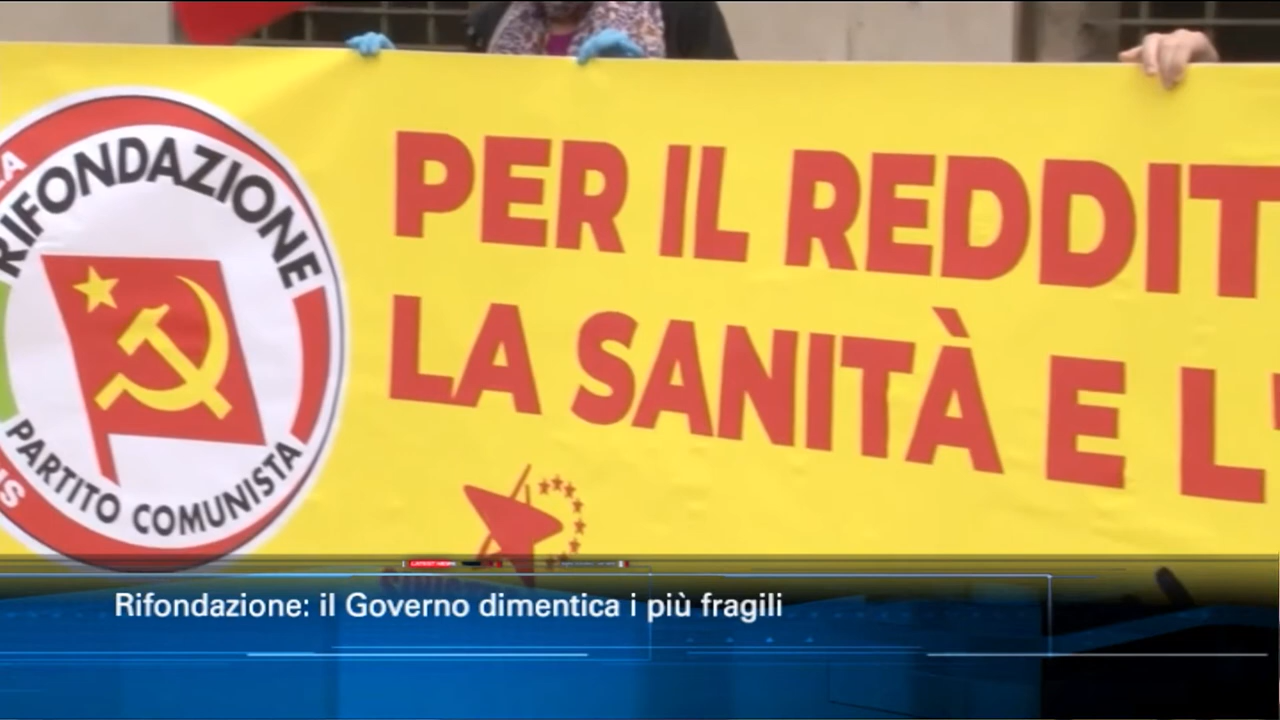 RIFONDAZIONE
PARTITO COMUNISTA
PER IL REDDIT
LA SANITÀ E L'
Rifondazione: il Governo dimentica i più fragili